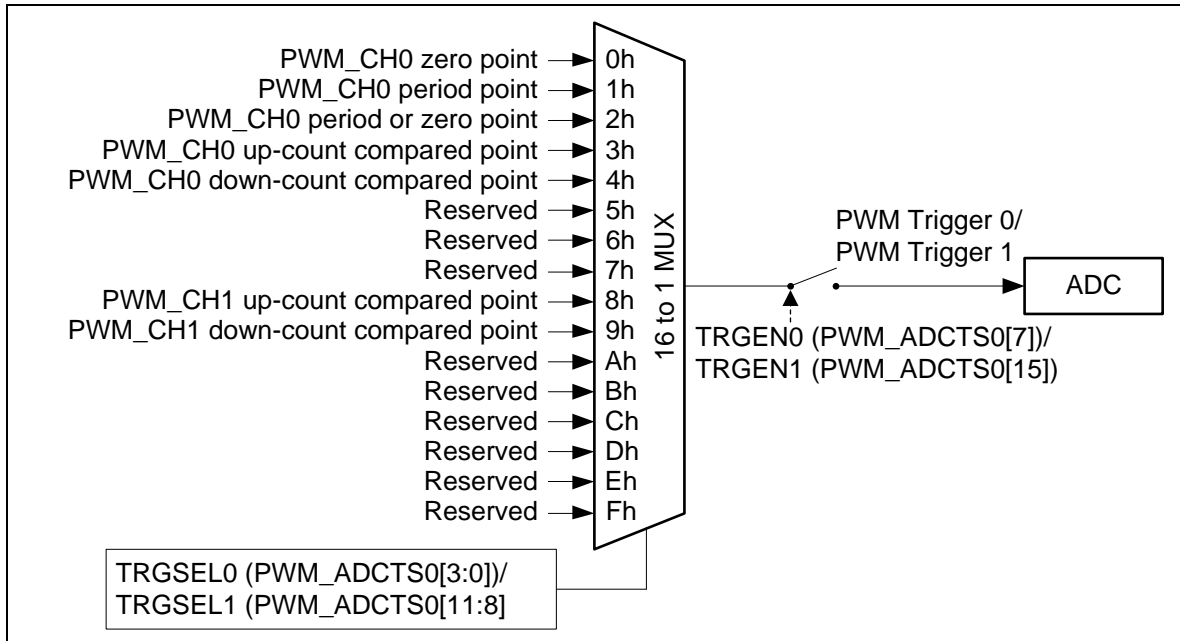 PWM_CH0 zero point 0h
PWM_CH0 period point 1h
PWM_CH0 period or zero point 2h
PWM_CH0 up-count compared point 3h
PWM_CH0 down-count compared point 4h
Reserved 5h
Reserved 6h
Reserved 7h
PWM_CH1 up-count compared point 8h
PWM_CH1 down-count compared point 9h
Reserved Ah
Reserved Bh
Reserved Ch
Reserved Dh
Reserved Eh
Reserved Fh
16 to 1 MUX
PWM Trigger 0/
PWM Trigger 1
ADC
TRGEN0 (PWM_ADCTS0[7])/
TRGEN1 (PWM_ADCTS0[15])
TRGSEL0 (PWM_ADCTS0[3:0])/
TRGSEL1 (PWM_ADCTS0[11:8]